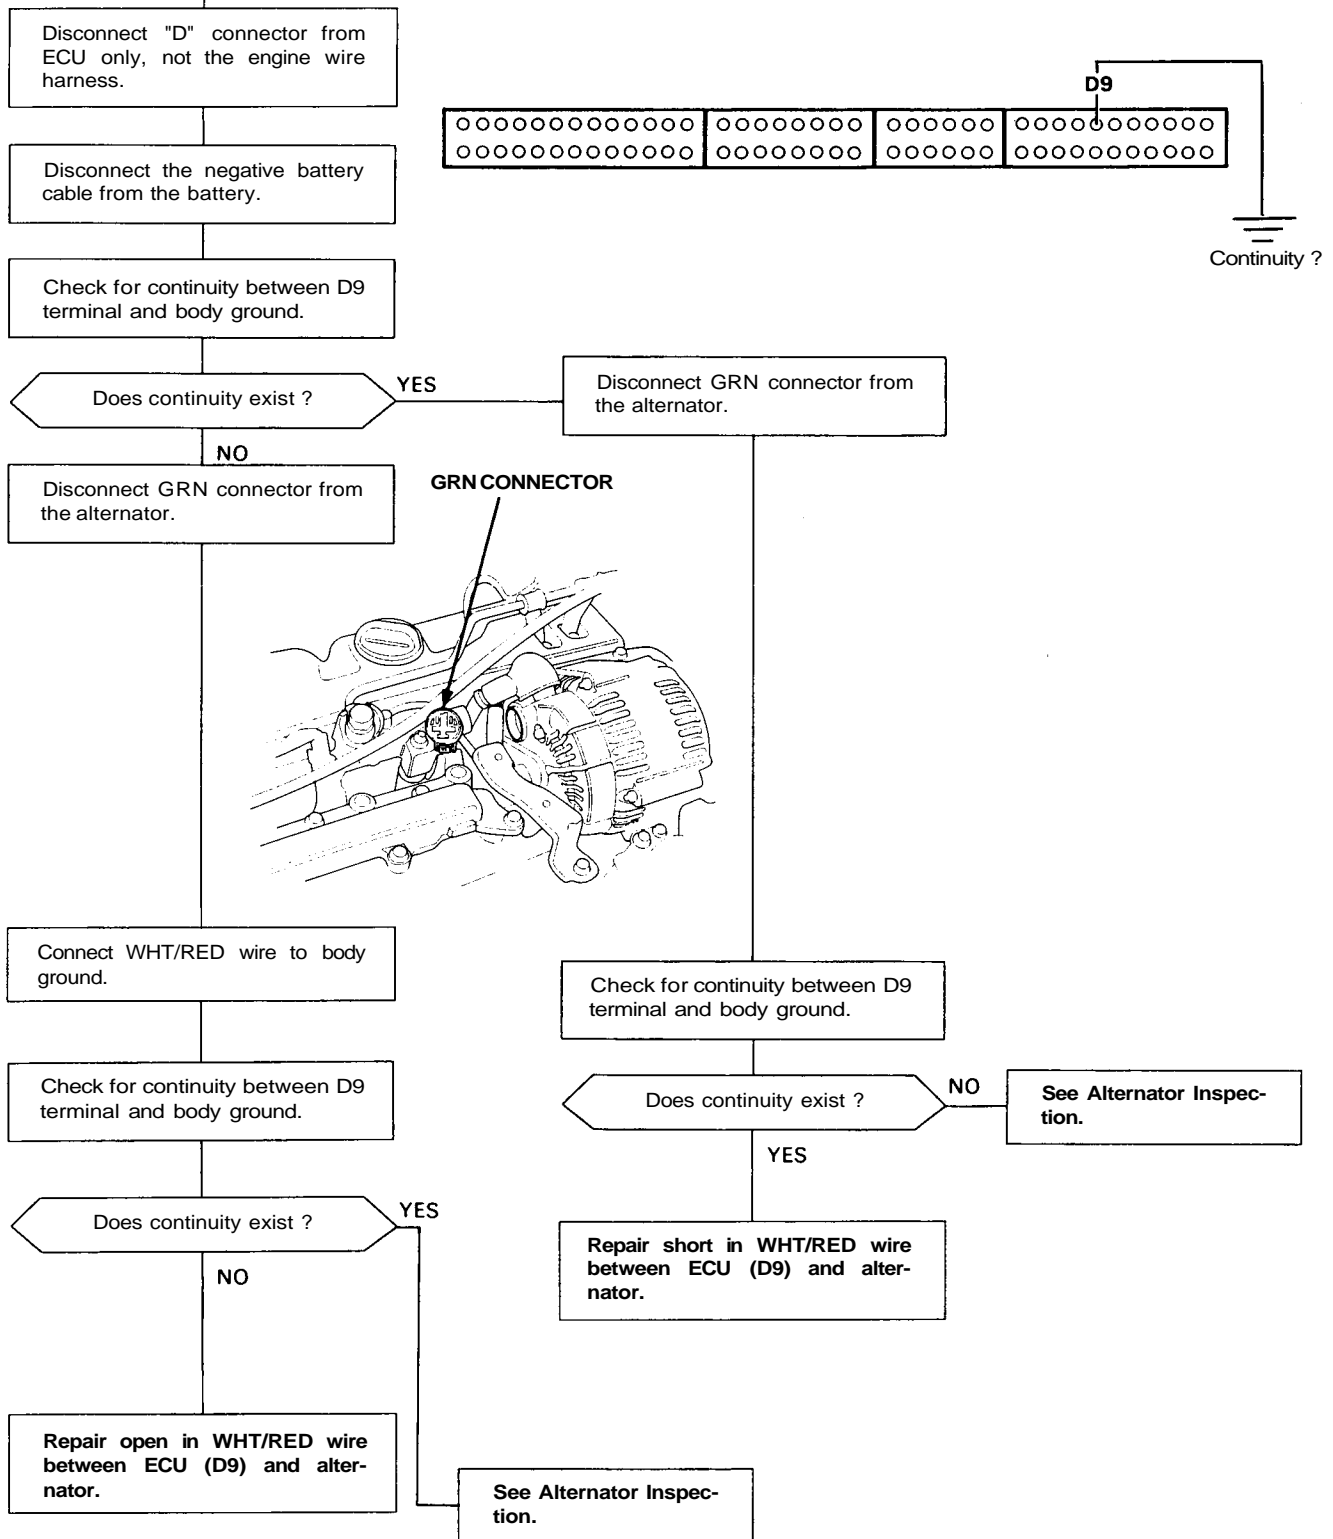 Disconnect "D" connector from
ECU only, not the engine wire
harness.
D9
Disconnect the negative battery
cable from the battery.
Continuity ?
Check for continuity between D9
terminal and body ground.
Does continuity exist ?
YES
Disconnect GRN connector from
the alternator.
NO
Disconnect GRN connector from
the alternator.
GRN CONNECTOR
Connect WHT/RED wire to body
ground.
Check for continuity between D9
terminal and body ground.
Check for continuity between D9
terminal and body ground.
Does continuity exist ?
NO
See Alternator Inspec-
tion.
YES
Does continuity exist ?
YES
NO
Repair short in WHT/RED wire
between ECU (D9) and alter-
nator.
Repair open in WHT/RED wire
between ECU (D9) and alter-
nator.
See Alternator Inspec-
tion.